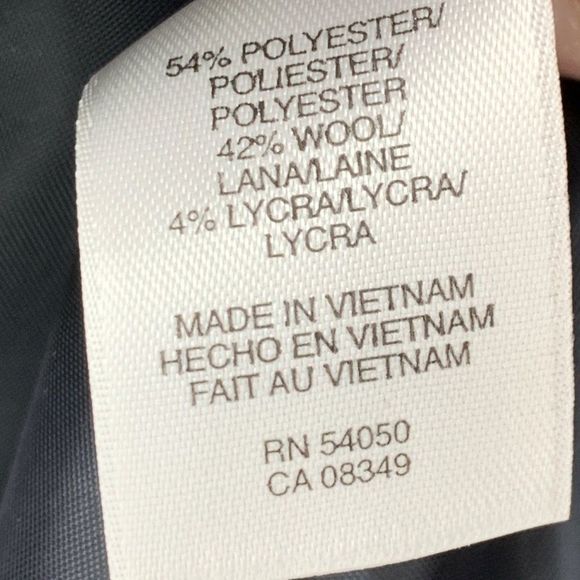 54% POLYESTER/
POLIESTER/
POLYESTER
42% WOOL/
LANA/LAINE
4% LYCRA/LYCRA/
LYCRA
MADE IN VIETNAM
HECHO EN VIETNAM
FAIT AU VIETNAM
RN 54050
CA 08349